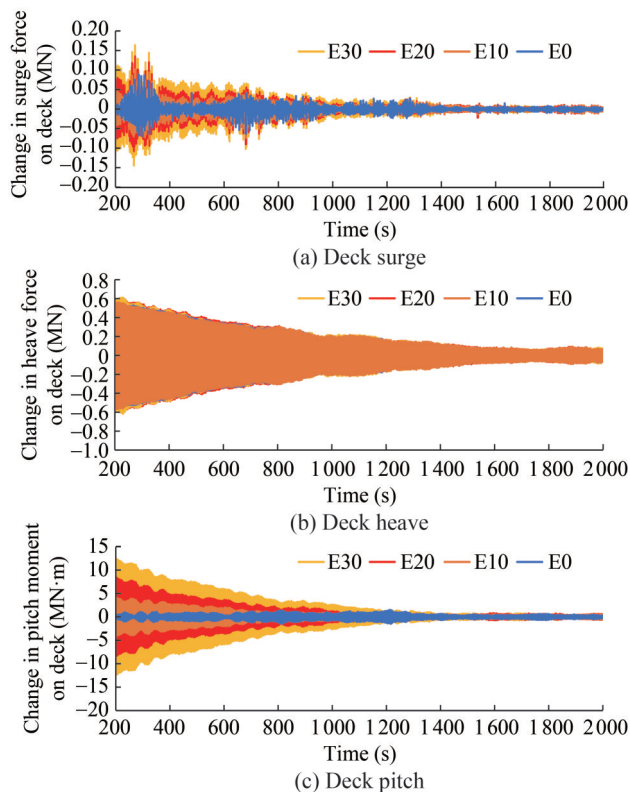 Change in surge force
on deck (MN)
0.20
0.15
0.10
0.05
0
−0.05
−0.10
−0.15
−0.20
E30 E20 E10 E0
200 400 600 800 1 000 1 200 1 400 1 600 1 800 2 000
Time (s)
(a) Deck surge
Change in heave force
on deck (MN)
0.8
0.6
0.4
0.2
0
−0.2
−0.4
−0.6
−0.8
−1.0
E30 E20 E10 E0
200 400 600 800 1 000 1 200 1 400 1 600 1 800 2 000
Time (s)
(b) Deck heave
Change in pitch moment
on deck (MN·m)
15
10
5
0
−5
−10
−15
−20
E30 E20 E10 E0
200 400 600 800 1 000 1 200 1 400 1 600 1 800 2 000
Time (s)
(c) Deck pitch